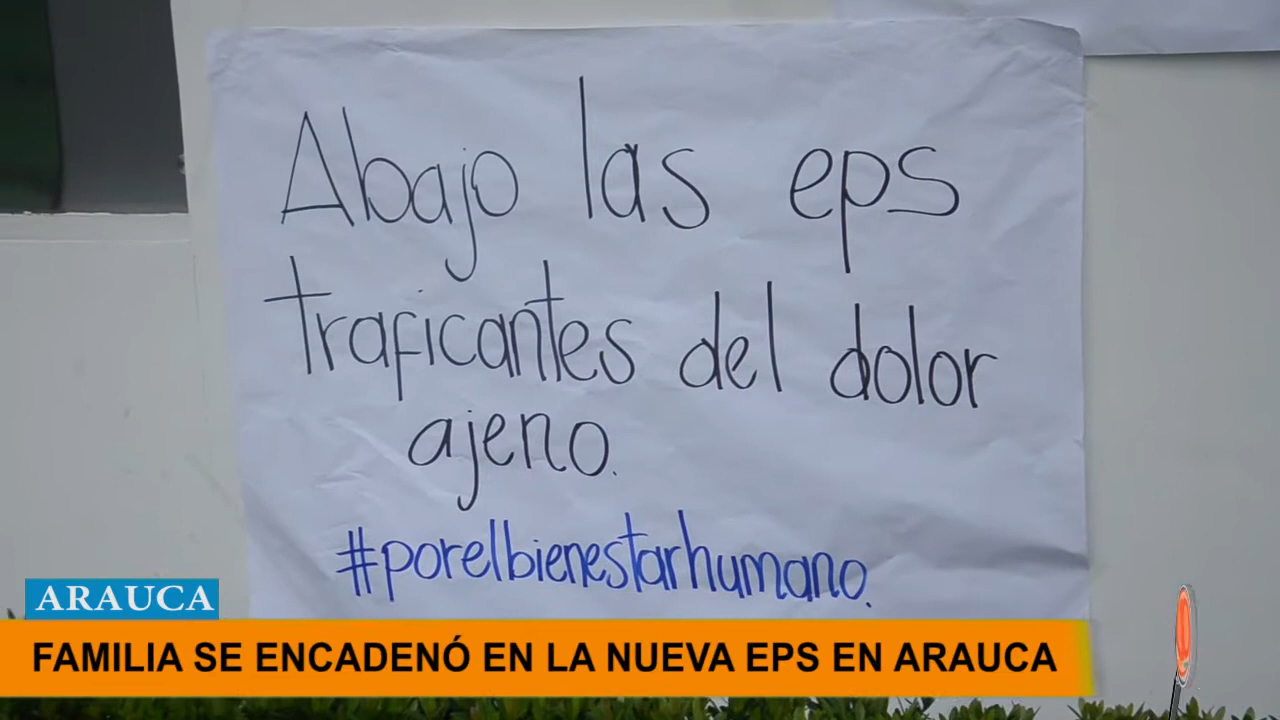 Abajo las eps
traficantes del dolor
ajeno.
#porelbienestarhumano.
ARAUCA
FAMILIA SE ENCADENÓ EN LA NUEVA EPS EN ARAUCA